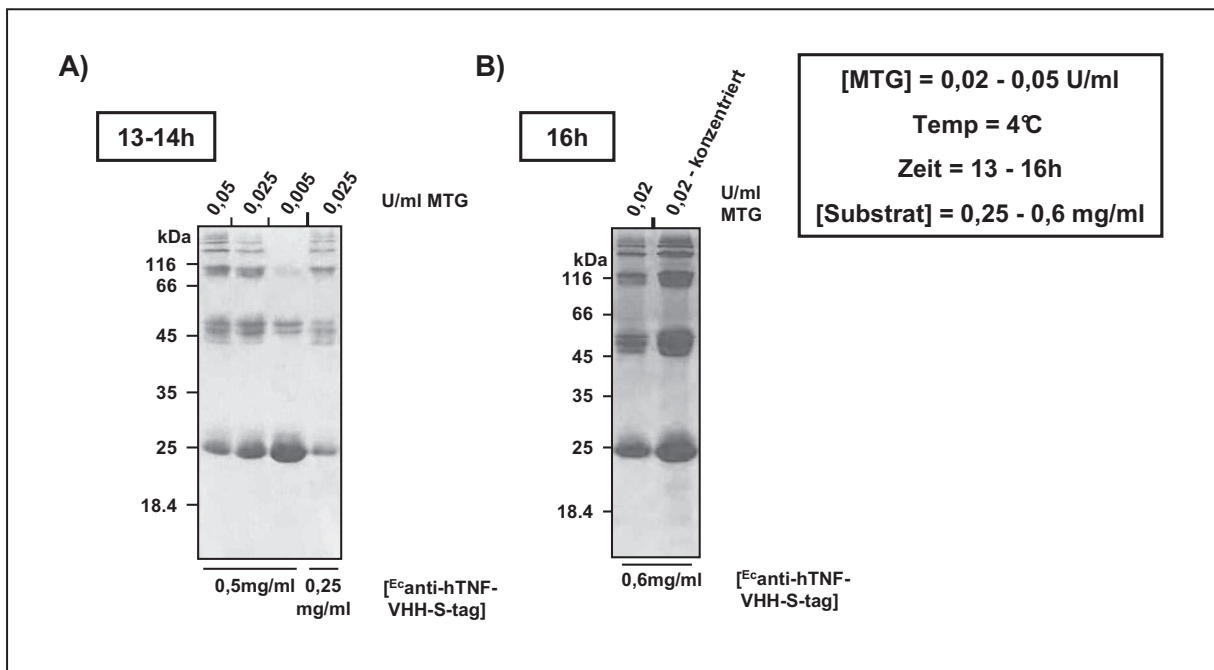 A)
13-14h
0,05 0,025 0,005 0,025
U/ml MTG
kDa
116
66
45
35
25
18.4
0,5mg/ml 0,25
mg/ml
[Ecanti-hTNF-
VHH-S-tag]
B)
16h
0,02 0,02 - konzentriert
U/ml
MTG
kDa
116
66
45
35
25
18.4
0,6mg/ml
[Ecanti-hTNF-
VHH-S-tag]
[MTG] = 0,02 - 0,05 U/ml
Temp = 4°C
Zeit = 13 - 16h
[Substrat] = 0,25 - 0,6 mg/ml